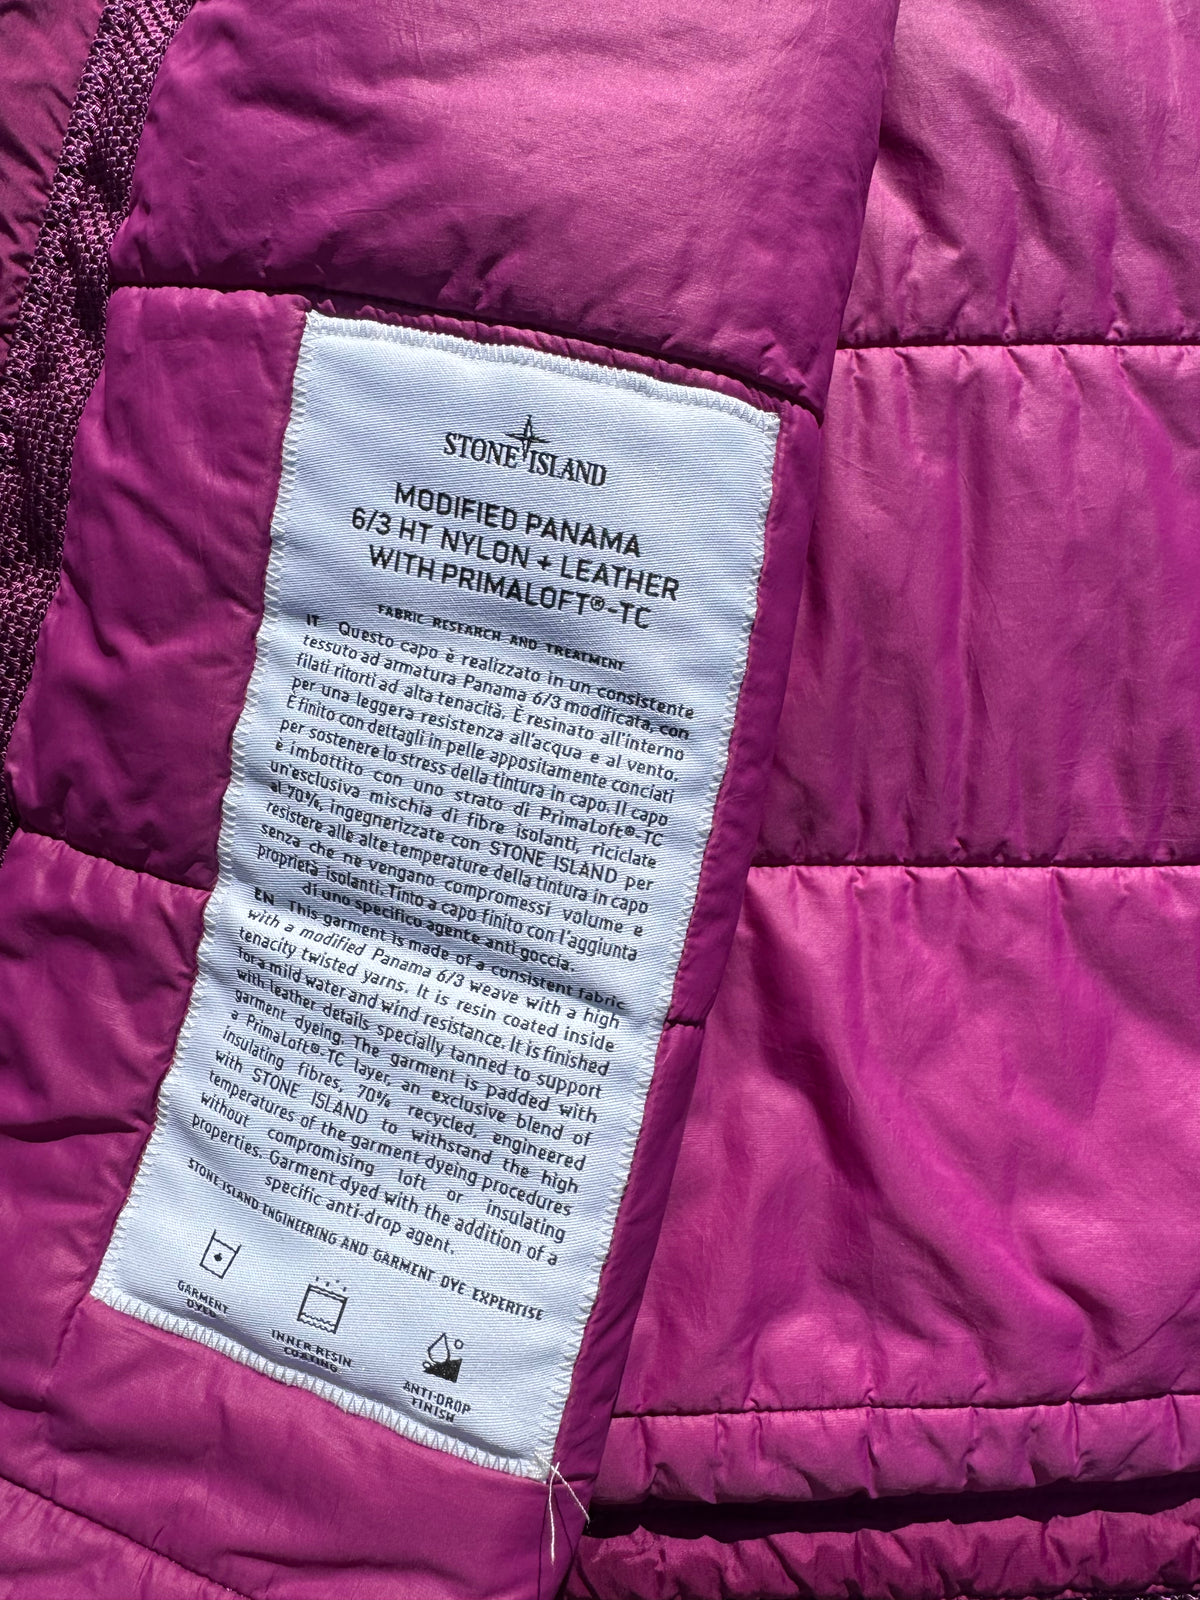 STONE ISLAND
MODIFIED PANAMA
6/3 HT NYLON + LEATHER
WITH PRIMALOFT®-TC
FABRIC RESEARCH AND TREATMENT
IT Questo capo è realizzato in un consistente
tessuto ad armatura Panama 6/3 modificata, con
filati ritorti ad alta tenacità. È resinato all'interno
per una leggera resistenza all'acqua e al vento.
È finito con dettagli in pelle appositamente conciati
per sostenere lo stress della tintura in capo. Il capo
è imbottito con uno strato di PrimaLoft®-TC
un'esclusiva mischia di fibre isolanti, riciclate
al 70%, ingegnerizzate con STONE ISLAND per
resistere alle alte temperature della tintura in capo
senza che ne vengano compromessi volume e
proprietà isolanti. Tinto a capo finito con l'aggiunta
di uno specifico agente anti goccia.
EN This garment is made of a consistent fabric
with a modified Panama 6/3 weave with a high
tenacity twisted yarns. It is resin coated inside
for a mild water and wind resistance. It is finished
with leather details specially tanned to support
garment dyeing. The garment is padded with
a PrimaLoft®-TC layer, an exclusive blend of
insulating fibres, 70% recycled, engineered
with STONE ISLAND to withstand the high
temperatures of the garment dyeing procedures
without compromising loft or insulating
properties. Garment dyed with the addition of a
specific anti-drop agent.
STONE ISLAND ENGINEERING AND GARMENT DYE EXPERTISE
GARMENT
DYED
INNER RESIN
COATING
ANTI-DROP
FINISH